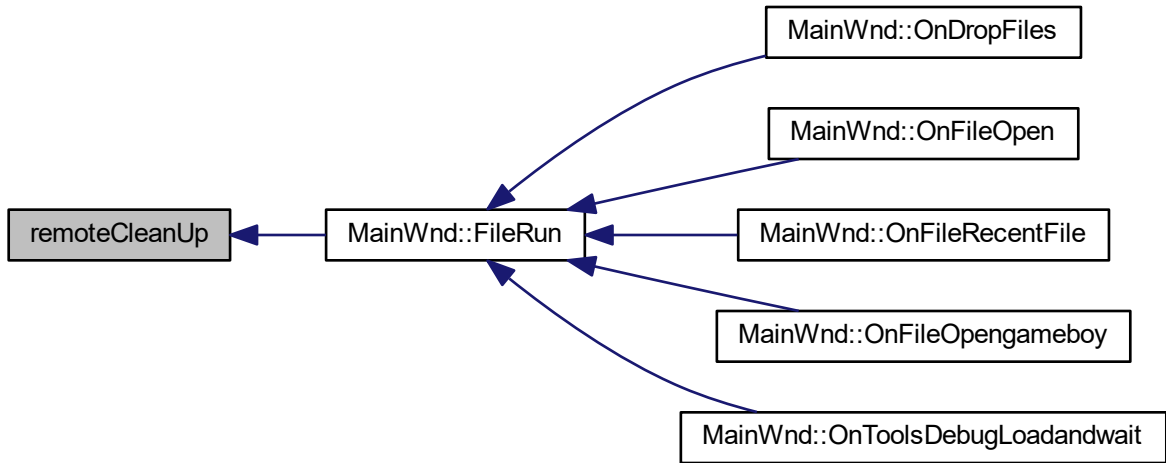 MainWnd::OnDropFiles
MainWnd::OnFileOpen
remoteCleanUp
MainWnd::FileRun
MainWnd::OnFileRecentFile
MainWnd::OnFileOpengameboy
MainWnd::OnToolsDebugLoadandwait